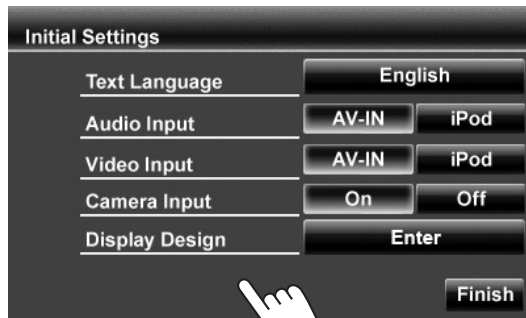 Initial Settings
Text Language English
Audio Input AV-IN iPod
Video Input AV-IN iPod
Camera Input On Off
Display Design Enter
Finish